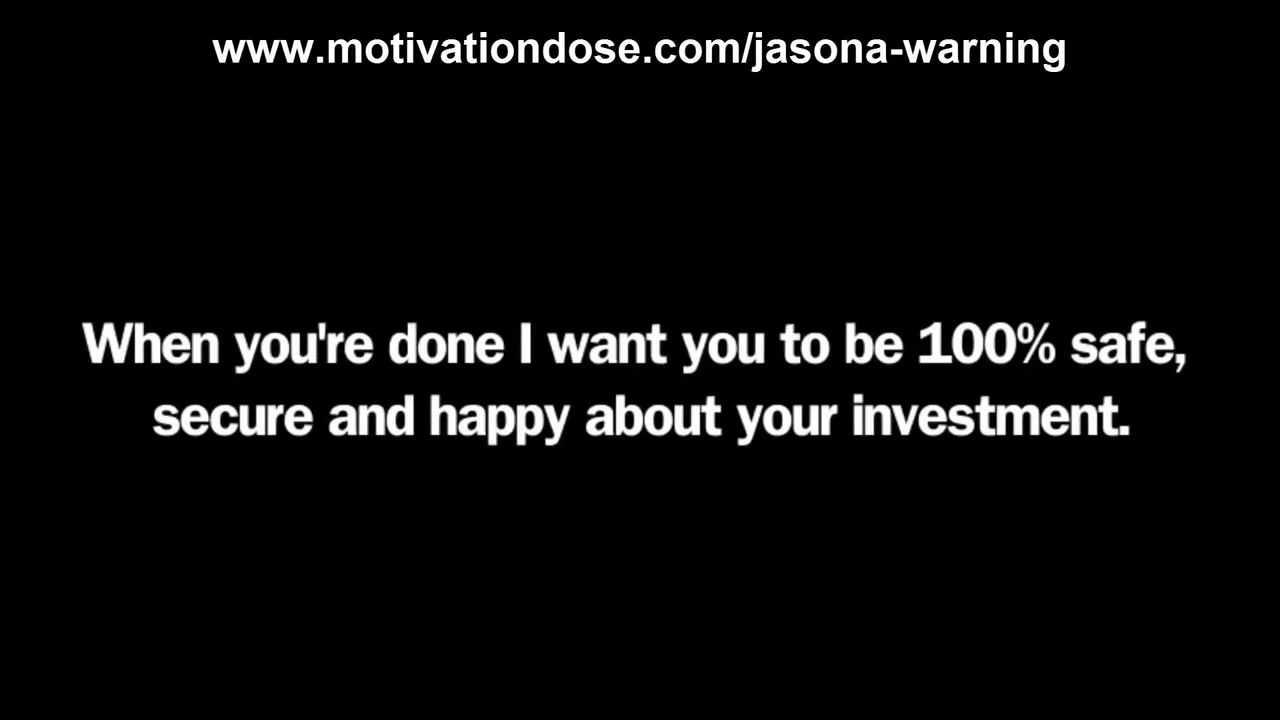 www.motivationdose.com/jasona-warning
When you're done I want you to be 100% safe,
secure and happy about your investment.